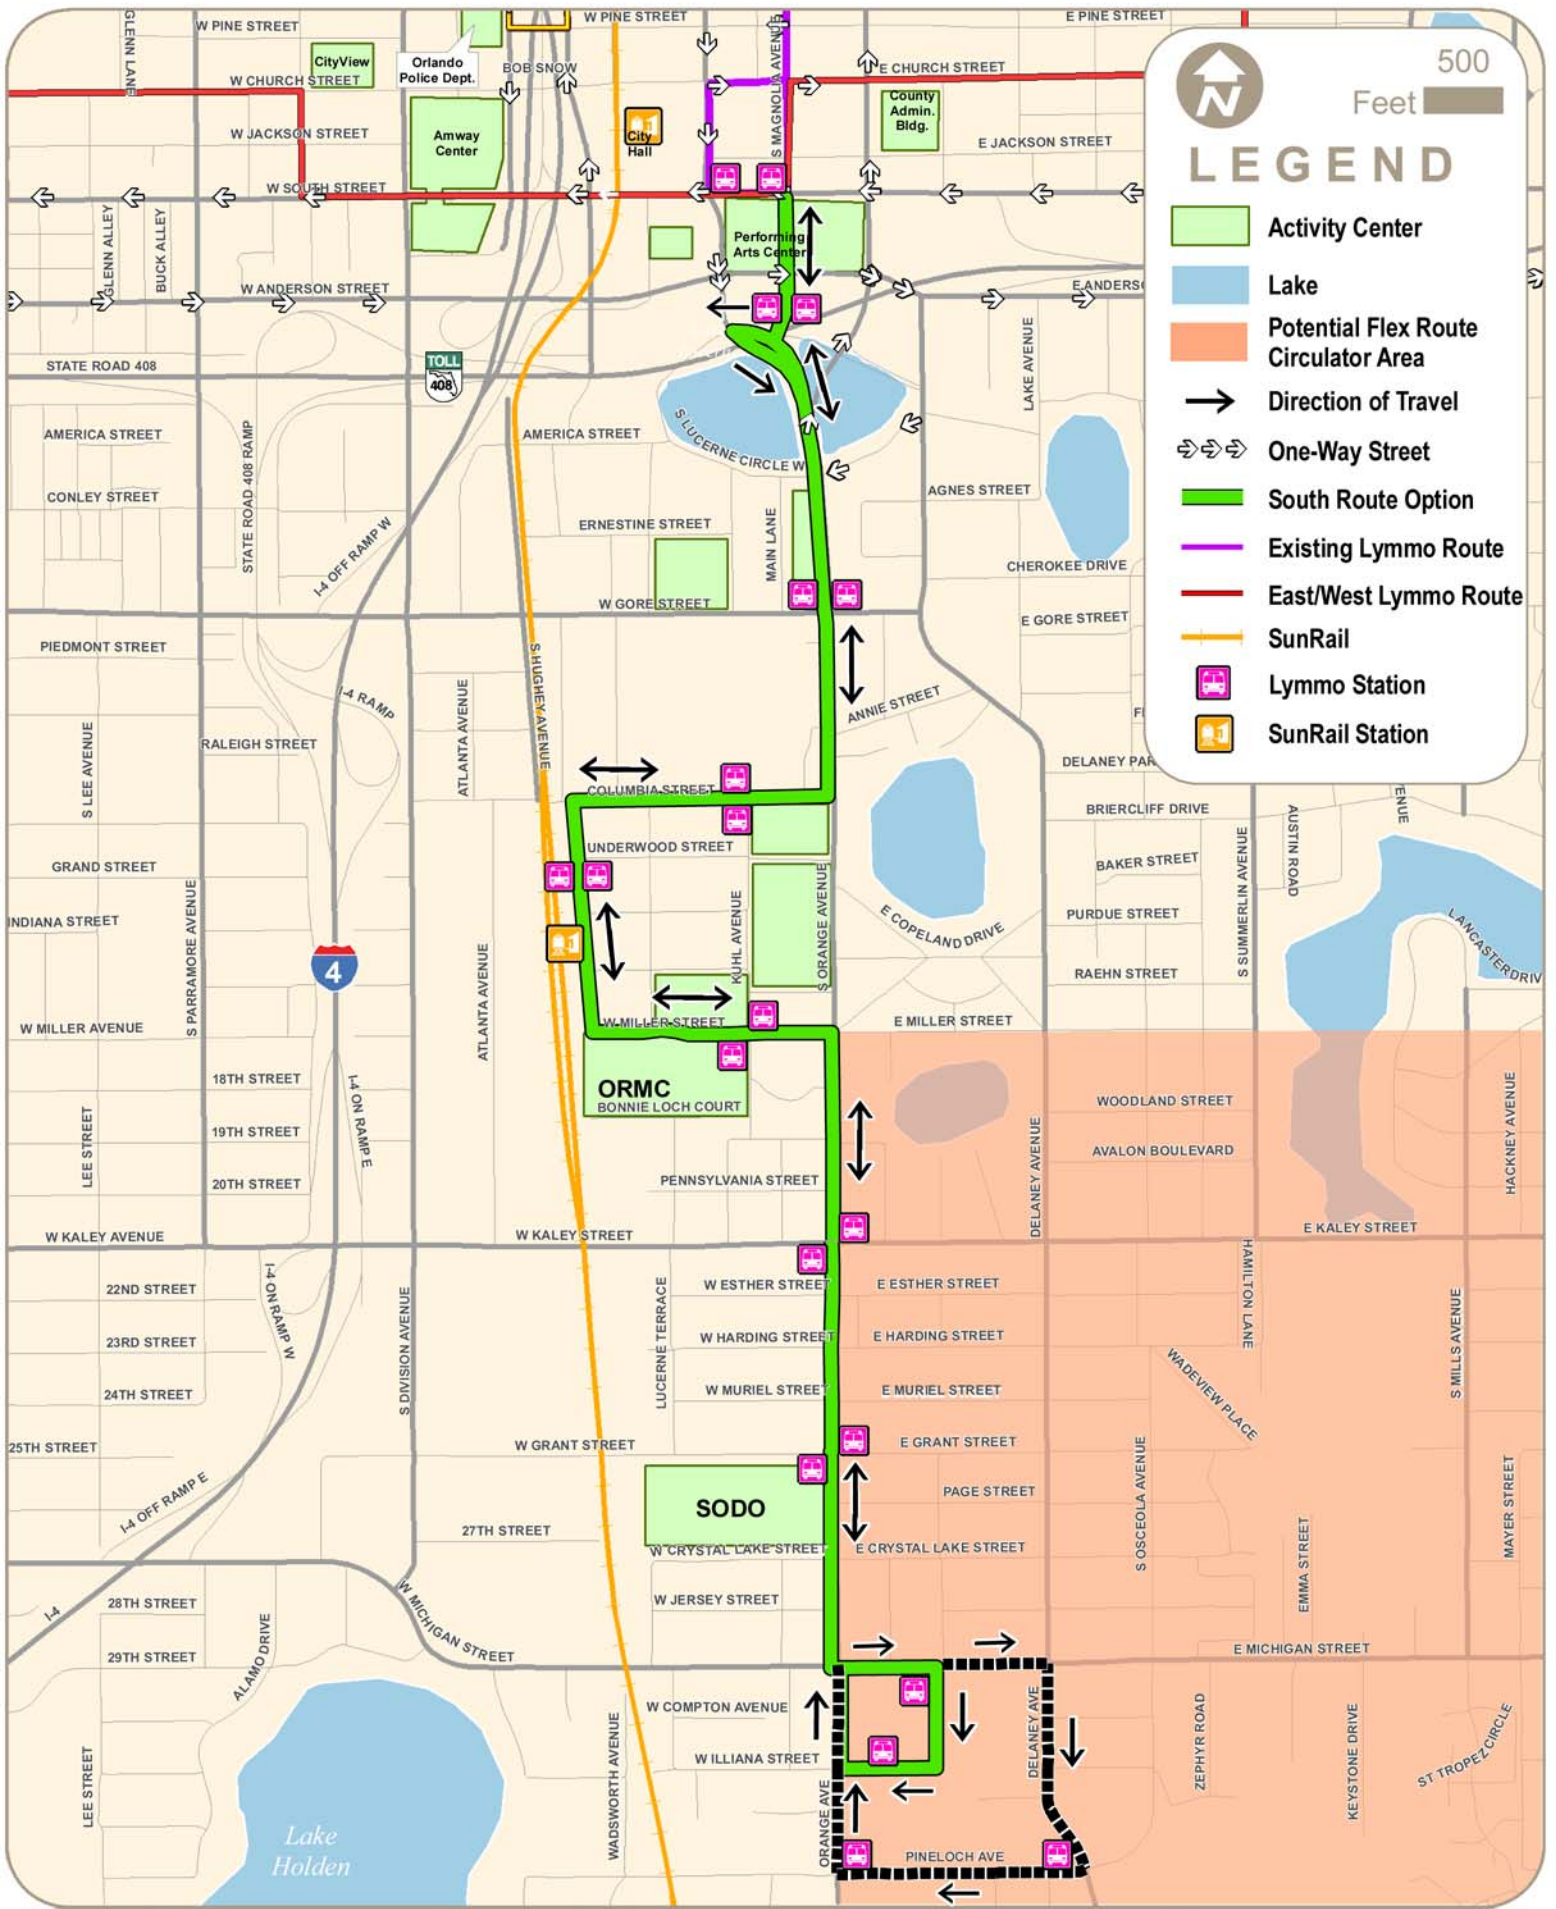 GLENN LANE
W PINE STREET
W PINE STREET
E PINE STREET
CityView
Orlando
Police Dept.
BOB SNOW
W CHURCH STREET
E CHURCH STREET
S MAGNOLIA AVENUE
County
Admin.
Bldg.
W JACKSON STREET
Amway
Center
City
Hall
E JACKSON STREET
W SOUTH STREET
GLENN ALLEY
BUCK ALLEY
Performing
Arts Center
W ANDERSON STREET
E ANDERS
STATE ROAD 408
TOLL
408
LAKE AVENUE
AMERICA STREET
AMERICA STREET
S LUCERNE CIRCLE W
STATE ROAD 408 RAMP
CONLEY STREET
AGNES STREET
I-4 OFF RAMP W
ERNESTINE STREET
MAIN LANE
CHEROKEE DRIVE
W GORE STREET
E GORE STREET
PIEDMONT STREET
S HUGHEY AVENUE
I-4 RAMP
ANNIE STREET
ATLANTA AVENUE
S LEE AVENUE
RALEIGH STREET
DELANEY PAR
COLUMBIA STREET
BRIERCLIFF DRIVE
AUSTIN ROAD
ENUE
UNDERWOOD STREET
GRAND STREET
BAKER STREET
S SUMMERLIN AVENUE
INDIANA STREET
S PARRAMORE AVENUE
KUHL AVENUE
S ORANGE AVENUE
E COPELAND DRIVE
PURDUE STREET
LANCASTER DRIV
4
ATLANTA AVENUE
RAEHN STREET
W MILLER AVENUE
W MILLER STREET
E MILLER STREET
18TH STREET
I-4 ON RAMP E
ORMC
BONNIE LOCH COURT
WOODLAND STREET
HACKNEY AVENUE
LEE STREET
19TH STREET
DELANEY AVENUE
AVALON BOULEVARD
20TH STREET
PENNSYLVANIA STREET
W KALEY AVENUE
W KALEY STREET
E KALEY STREET
22ND STREET
I-4 ON RAMP W
S DIVISION AVENUE
LUCERNE TERRACE
W ESTHER STREET
E ESTHER STREET
HAMILTON LANE
S MILLS AVENUE
23RD STREET
W HARDING STREET
E HARDING STREET
24TH STREET
W MURIEL STREET
E MURIEL STREET
WADEVIEW PLACE
25TH STREET
W GRANT STREET
E GRANT STREET
I-4 OFF RAMP E
SODO
PAGE STREET
S OSCEOLA AVENUE
EMMA STREET
MAYER STREET
27TH STREET
W CRYSTAL LAKE STREET
E CRYSTAL LAKE STREET
I-4
28TH STREET
W MICHIGAN STREET
W JERSEY STREET
29TH STREET
ALAMO DRIVE
E MICHIGAN STREET
W COMPTON AVENUE
DELANEY AVE
ZEPHYR ROAD
KEYSTONE DRIVE
ST TROPEZ CIRCLE
LEE STREET
WADSWORTH AVENUE
W ILLIANA STREET
ORANGE AVE
Lake
Holden
PINELOCH AVE
N
500
Feet
LEGEND
Activity Center
Lake
Potential Flex Route
Circulator Area
Direction of Travel
One-Way Street
South Route Option
Existing Lymmo Route
East/West Lymmo Route
SunRail
Lymmo Station
SunRail Station